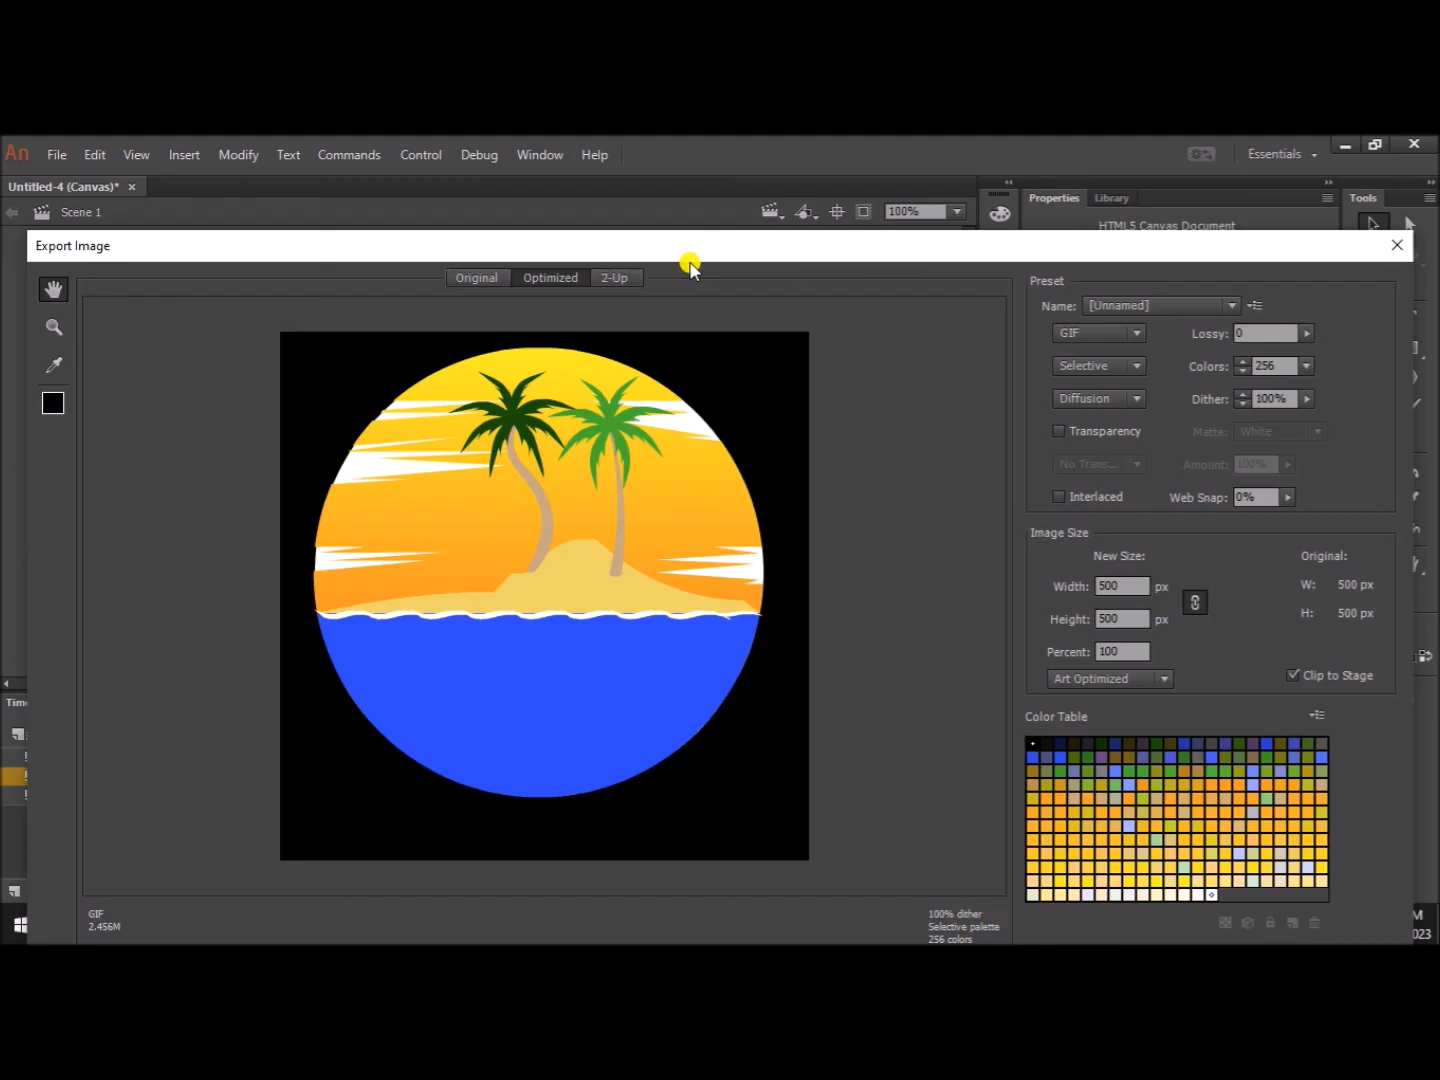 An File Edit View Insert Modify Text Commands Control Debug Window Help Essentials
Untitled-4 (Canvas)* × Properties Library Tools
Scene 1 100%
HTML5 Canvas Document
Export Image
Original Optimized 2-Up
Preset
Name: [Unnamed]
GIF Lossy: 0
Selective Colors: 256
Diffusion Dither: 100%
Transparency Matte: White
No Trans... Amount: 100%
Interlaced Web Snap: 0%
Image Size
New Size: Original:
Width: 500 px W: 500 px
Height: 500 px H: 500 px
Percent: 100
Art Optimized Clip to Stage
Time
Color Table
GIF
2.456M
100% dither
Selective palette
256 colors
M
023